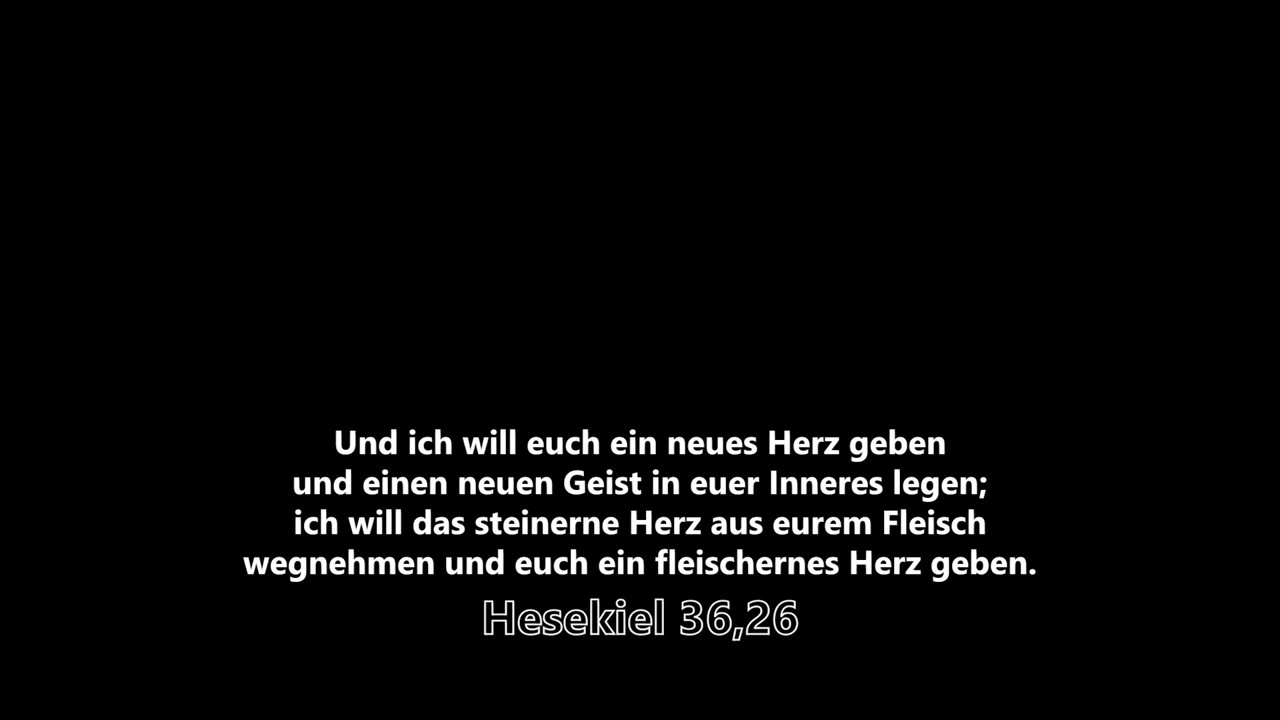 Und ich will euch ein neues Herz geben
und einen neuen Geist in euer Inneres legen;
ich will das steinerne Herz aus eurem Fleisch
wegnehmen und euch ein fleischernes Herz geben.
Hesekiel 36,26